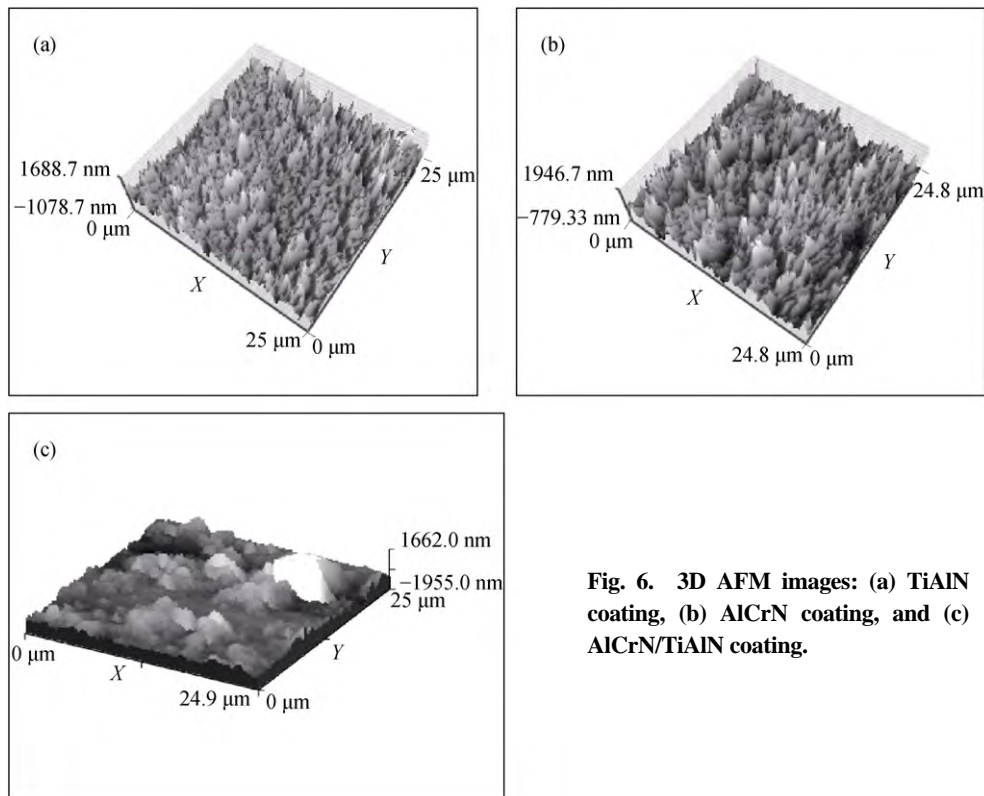 (a)
1688.7 nm
−1078.7 nm
0 μm
X
25 μm
0 μm
Y
25 μm
(b)
1946.7 nm
−779.33 nm
0 μm
X
24.8 μm
0 μm
Y
24.8 μm
(c)
1662.0 nm
−1955.0 nm
25 μm
0 μm
X
24.9 μm
0 μm
Y
Fig. 6. 3D AFM images: (a) TiAlN
coating, (b) AlCrN coating, and (c)
AlCrN/TiAlN coating.